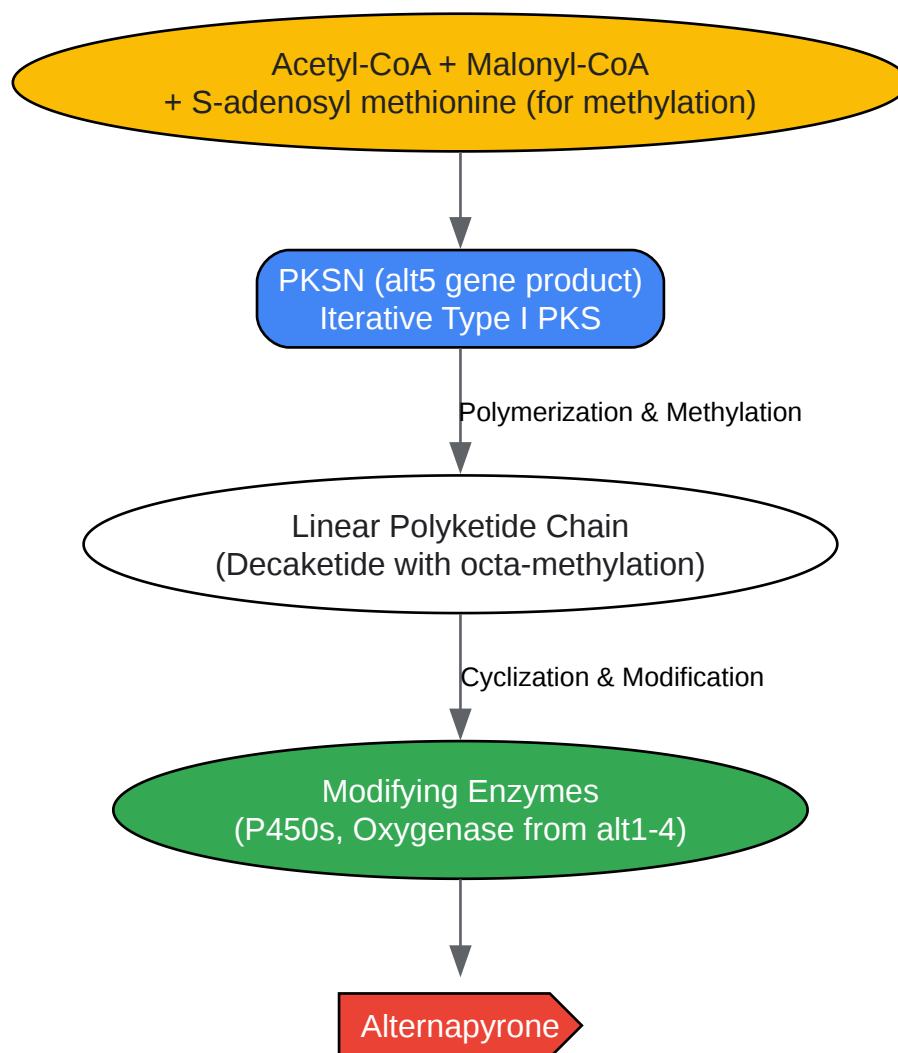 Acetyl-CoA + Malonyl-CoA
+ S-adenosyl methionine (for methylation)
PKSN (alt5 gene product)
Iterative Type I PKS
Polymerization & Methylation
Linear Polyketide Chain
(Decaketide with octa-methylation)
Cyclization & Modification
Modifying Enzymes
(P450s, Oxygenase from alt1-4)
Alternapyrone